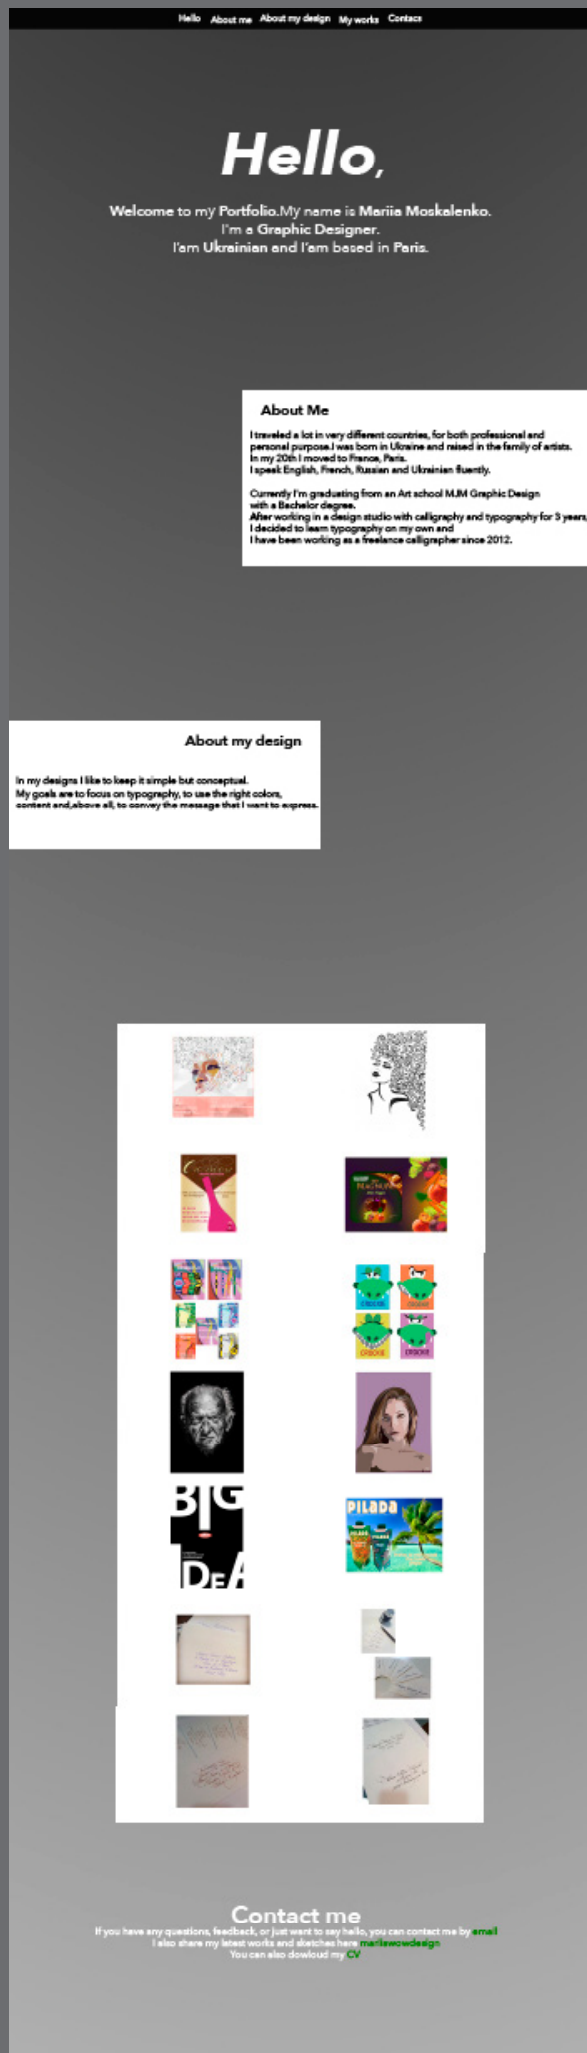 Hello About me About my design My works Contacs
Hello,
Welcome to my Portfolio.My name is Mariia Moskalenko.
I'm a Graphic Designer.
I'am Ukrainian and I'am based in Paris.
About Me
I traveled a lot in very different countries, for both professional and
personal purpose.I was born in Ukraine and raised in the family of artists.
In my 20th I moved to France, Paris.
I speak English, French, Russian and Ukrainian fluently.
Currently I'm graduating from an Art school MJM Graphic Design
with a Bachelor degree.
After working in a design studio with calligraphy and typography for 3 years,
I decided to learn typography on my own and
I have been working as a freelance calligrapher since 2012.
About my design
In my designs I like to keep it simple but conceptual.
My goals are to focus on typography, to use the right colors,
content and,above all, to convey the message that I want to express.
CROCKIE CROCKIE
CROCKIE CROCKIE
BIG
IDEA
PILADA
Contact me
If you have any questions, feedback, or just want to say hello, you can contact me by email
I also share my latest works and sketches here mariiawowdesign
You can also dowloud my CV